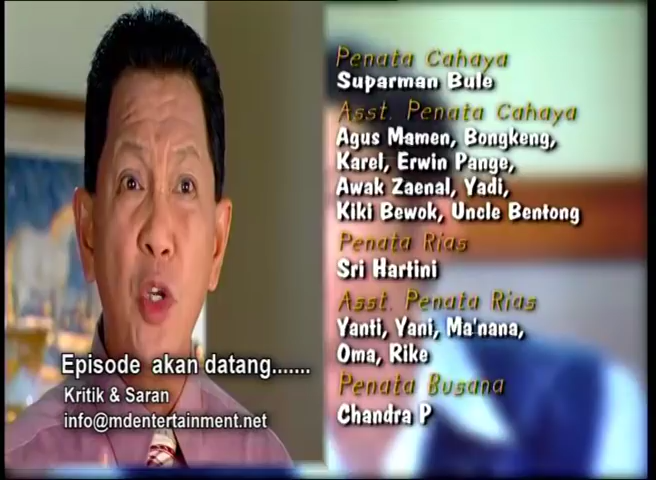 Episode akan datang.......
Kritik & Saran
info@mdentertainment.net
Penata Cahaya
Suparman Bule
Asst. Penata Cahaya
Agus Mamen, Bongkeng,
Karel, Erwin Pange,
Awak Zaenal, Yadi,
Kiki Bewok, Uncle Bentong
Penata Rias
Sri Hartini
Asst. Penata Rias
Yanti, Yani, Ma'nana,
Oma, Rike
Penata Busana
Chandra P